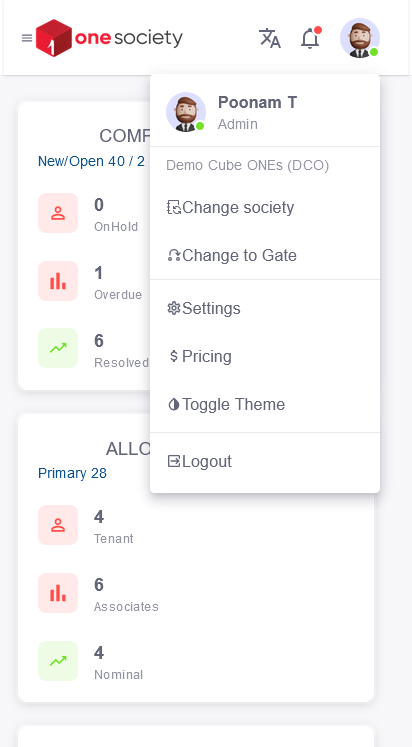 1 onesociety
Poonam T
Admin
Demo Cube ONEs (DCO)
Change society
Change to Gate
Settings
Pricing
Toggle Theme
Logout
COMP
New/Open 40 / 2
0
OnHold
1
Overdue
6
Resolved
ALLO
Primary 28
4
Tenant
6
Associates
4
Nominal